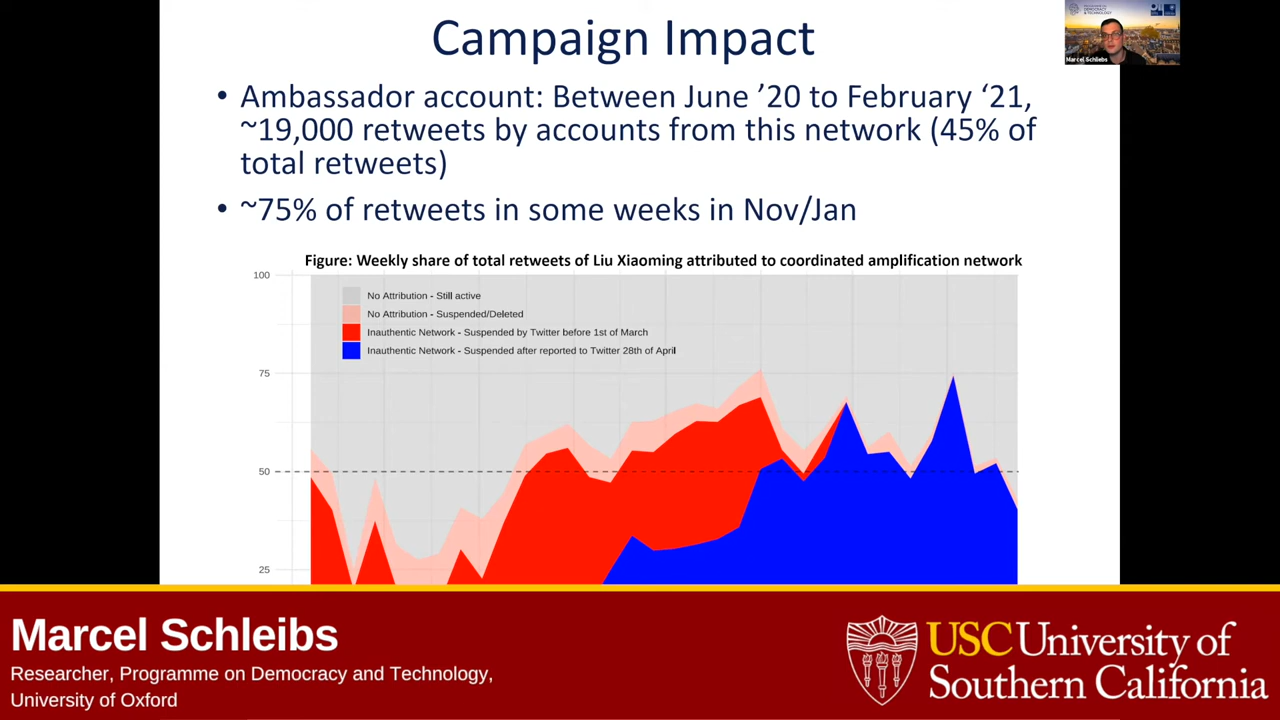 Campaign Impact
• Ambassador account: Between June ’20 to February ‘21,
~19,000 retweets by accounts from this network (45% of
total retweets)
• ~75% of retweets in some weeks in Nov/Jan
Figure: Weekly share of total retweets of Liu Xiaoming attributed to coordinated amplification network
100
No Attribution - Still active
No Attribution - Suspended/Deleted
Inauthentic Network - Suspended by Twitter before 1st of March
Inauthentic Network - Suspended after reported to Twitter 28th of April
75
50
25
DEMOCRACY
& TECHNOLOGY
Marcel Schliebs
Marcel Schleibs
Researcher, Programme on Democracy and Technology,
University of Oxford
USC University of
Southern California